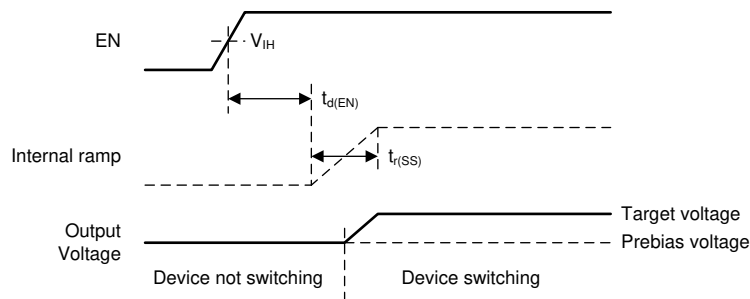 EN
V_IH
t_d(EN)
Internal ramp
t_r(SS)
Output
Voltage
Target voltage
Prebias voltage
Device not switching
Device switching